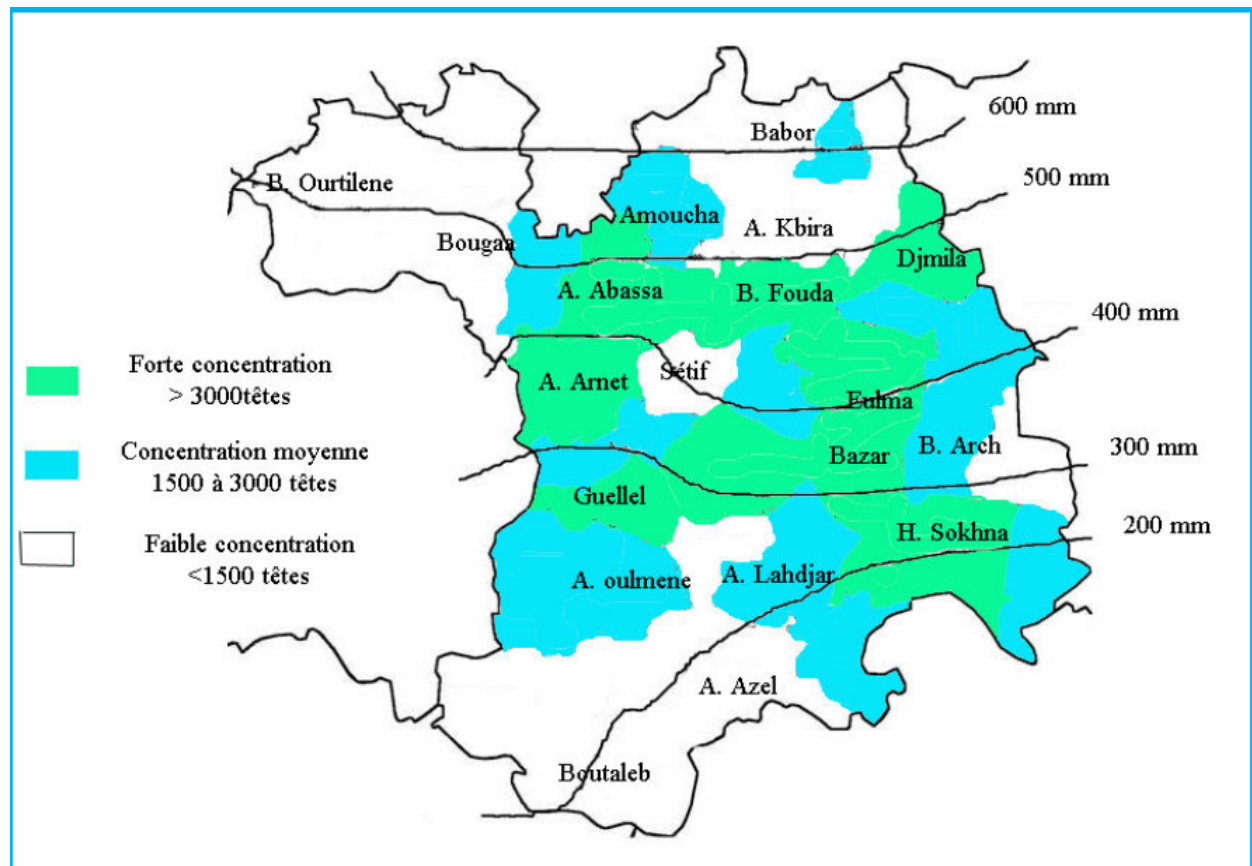 600 mm
Babor
500 mm
B. Ourtilene
Amoucha
A. Kbira
Bougaa
Djmila
A. Abassa
B. Fouda
400 mm
Forte concentration
> 3000têtes
Sétif
A. Arnet
Eulma
Concentration moyenne
1500 à 3000 têtes
B. Arch
Bazar
300 mm
Guellel
200 mm
H. Sokhna
Faible concentration
<1500 têtes
A. oulmene
A. Lahdjar
A. Azel
Boutaleb